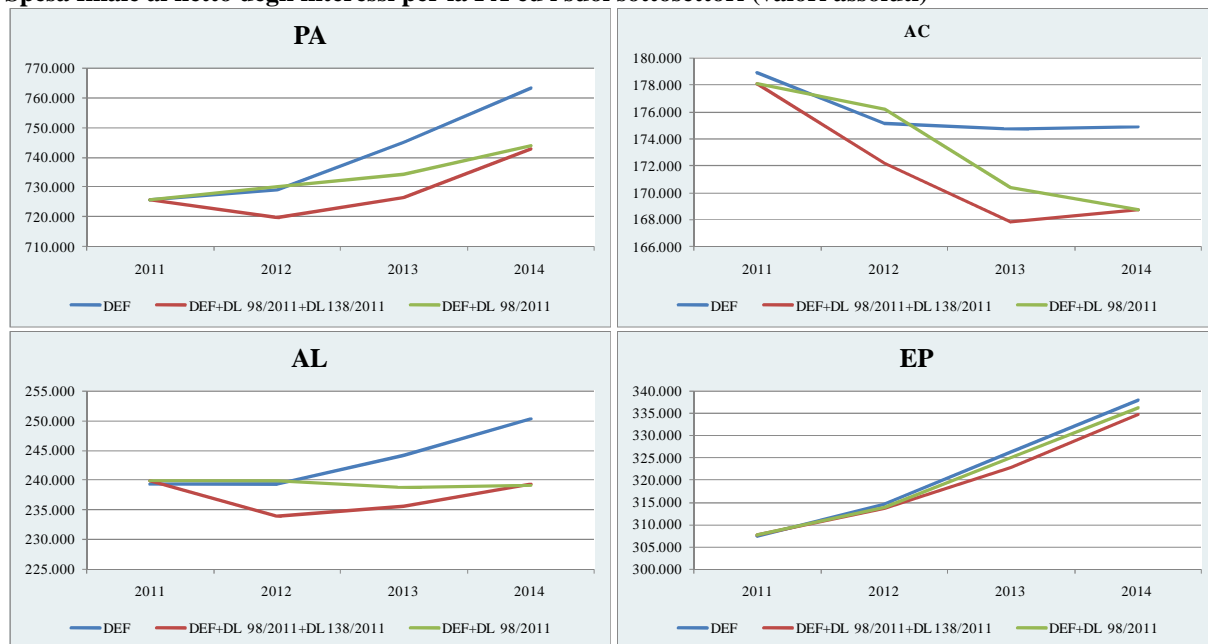 Spesa finale al netto degli interessi per la PA ed i suoi sottosettori (valori assoluti)
PA
770.000
760.000
750.000
740.000
730.000
720.000
710.000
2011 2012 2013 2014
DEF DEF+DL 98/2011+DL 138/2011 DEF+DL 98/2011
AC
180.000
178.000
176.000
174.000
172.000
170.000
168.000
166.000
2011 2012 2013 2014
DEF DEF+DL 98/2011+DL 138/2011 DEF+DL 98/2011
AL
255.000
250.000
245.000
240.000
235.000
230.000
225.000
2011 2012 2013 2014
DEF DEF+DL 98/2011+DL 138/2011 DEF+DL 98/2011
EP
340.000
335.000
330.000
325.000
320.000
315.000
310.000
305.000
300.000
2011 2012 2013 2014
DEF DEF+DL 98/2011+DL 138/2011 DEF+DL 98/2011